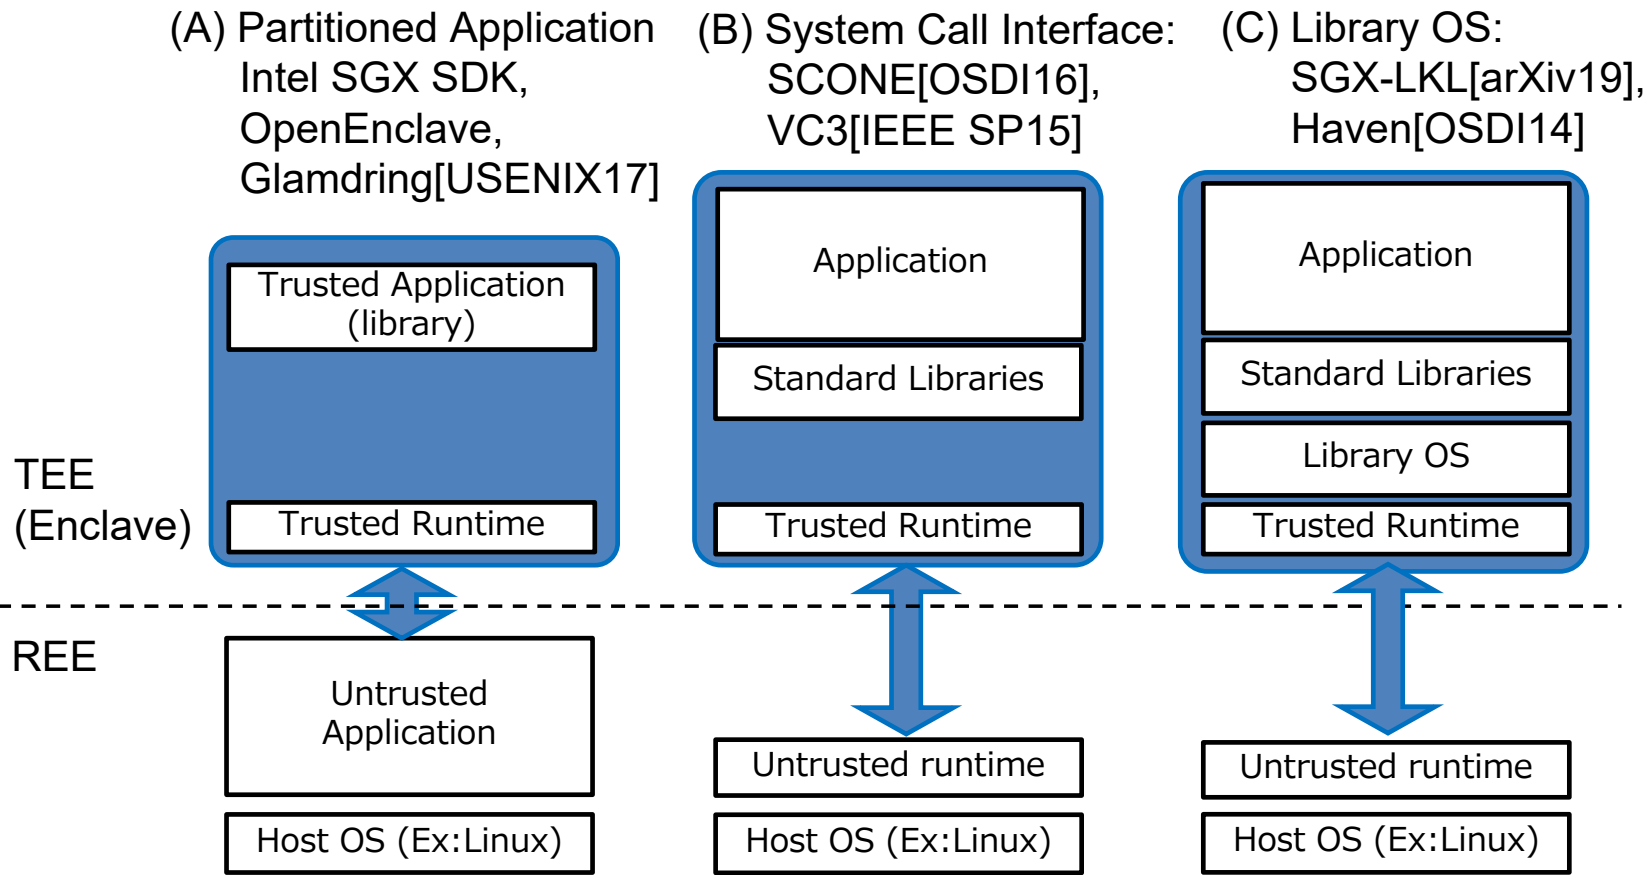 (A) Partitioned Application
Intel SGX SDK,
OpenEnclave,
Glamdring[USENIX17]
(B) System Call Interface:
SCONE[OSDI16],
VC3[IEEE SP15]
(C) Library OS:
SGX-LKL[arXiv19],
Haven[OSDI14]
TEE
(Enclave)
Trusted Application
(library)
Trusted Runtime
Application
Standard Libraries
Trusted Runtime
Application
Standard Libraries
Library OS
Trusted Runtime
REE
Untrusted
Application
Host OS (Ex:Linux)
Untrusted runtime
Host OS (Ex:Linux)
Untrusted runtime
Host OS (Ex:Linux)